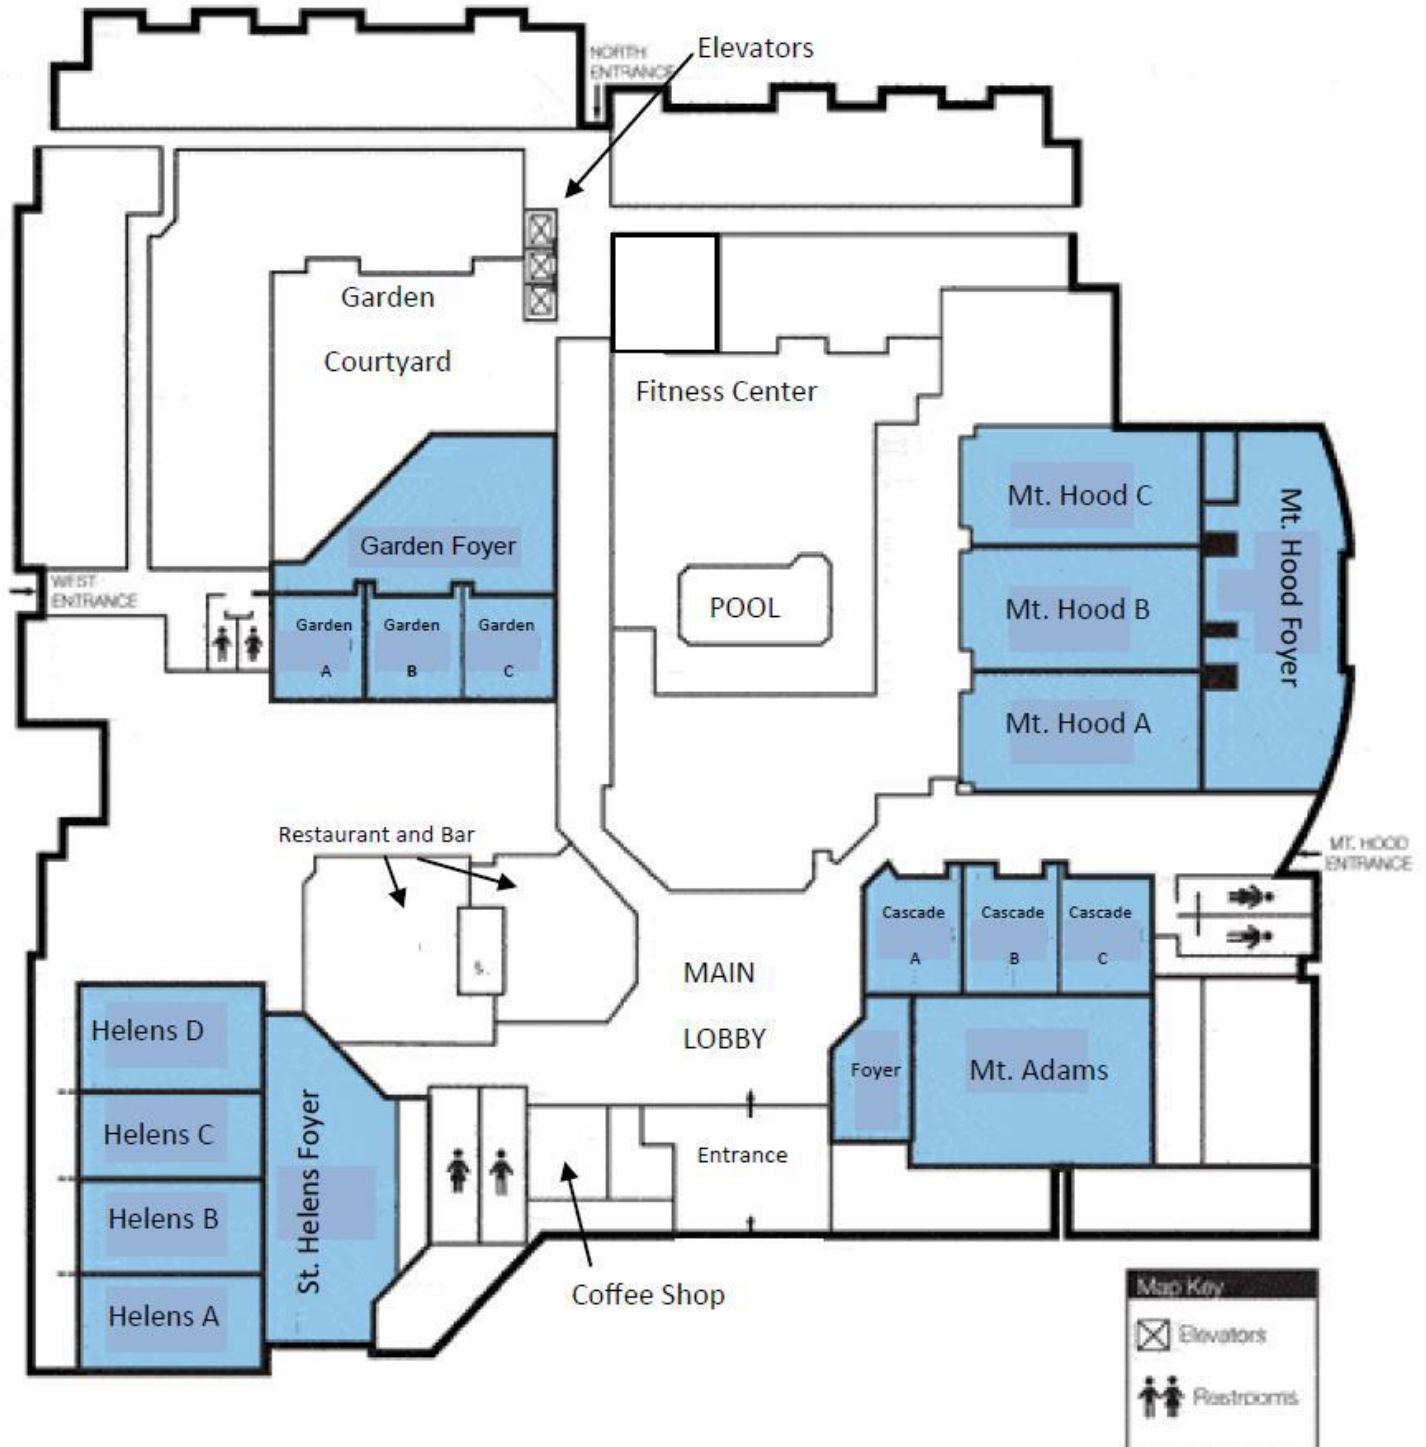 NORTH
ENTRANCE
Elevators
Garden
Courtyard
Fitness Center
Mt. Hood C
Mt. Hood Foyer
Garden Foyer
WEST
ENTRANCE
POOL
Mt. Hood B
Garden
A
Garden
B
Garden
C
Mt. Hood A
Restaurant and Bar
MT. HOOD
ENTRANCE
Cascade
A
Cascade
B
Cascade
C
MAIN
LOBBY
S.
Helens D
Foyer
Mt. Adams
Helens C
St. Helens Foyer
Entrance
Helens B
Helens A
Coffee Shop
Map Key
Elevators
Restrooms